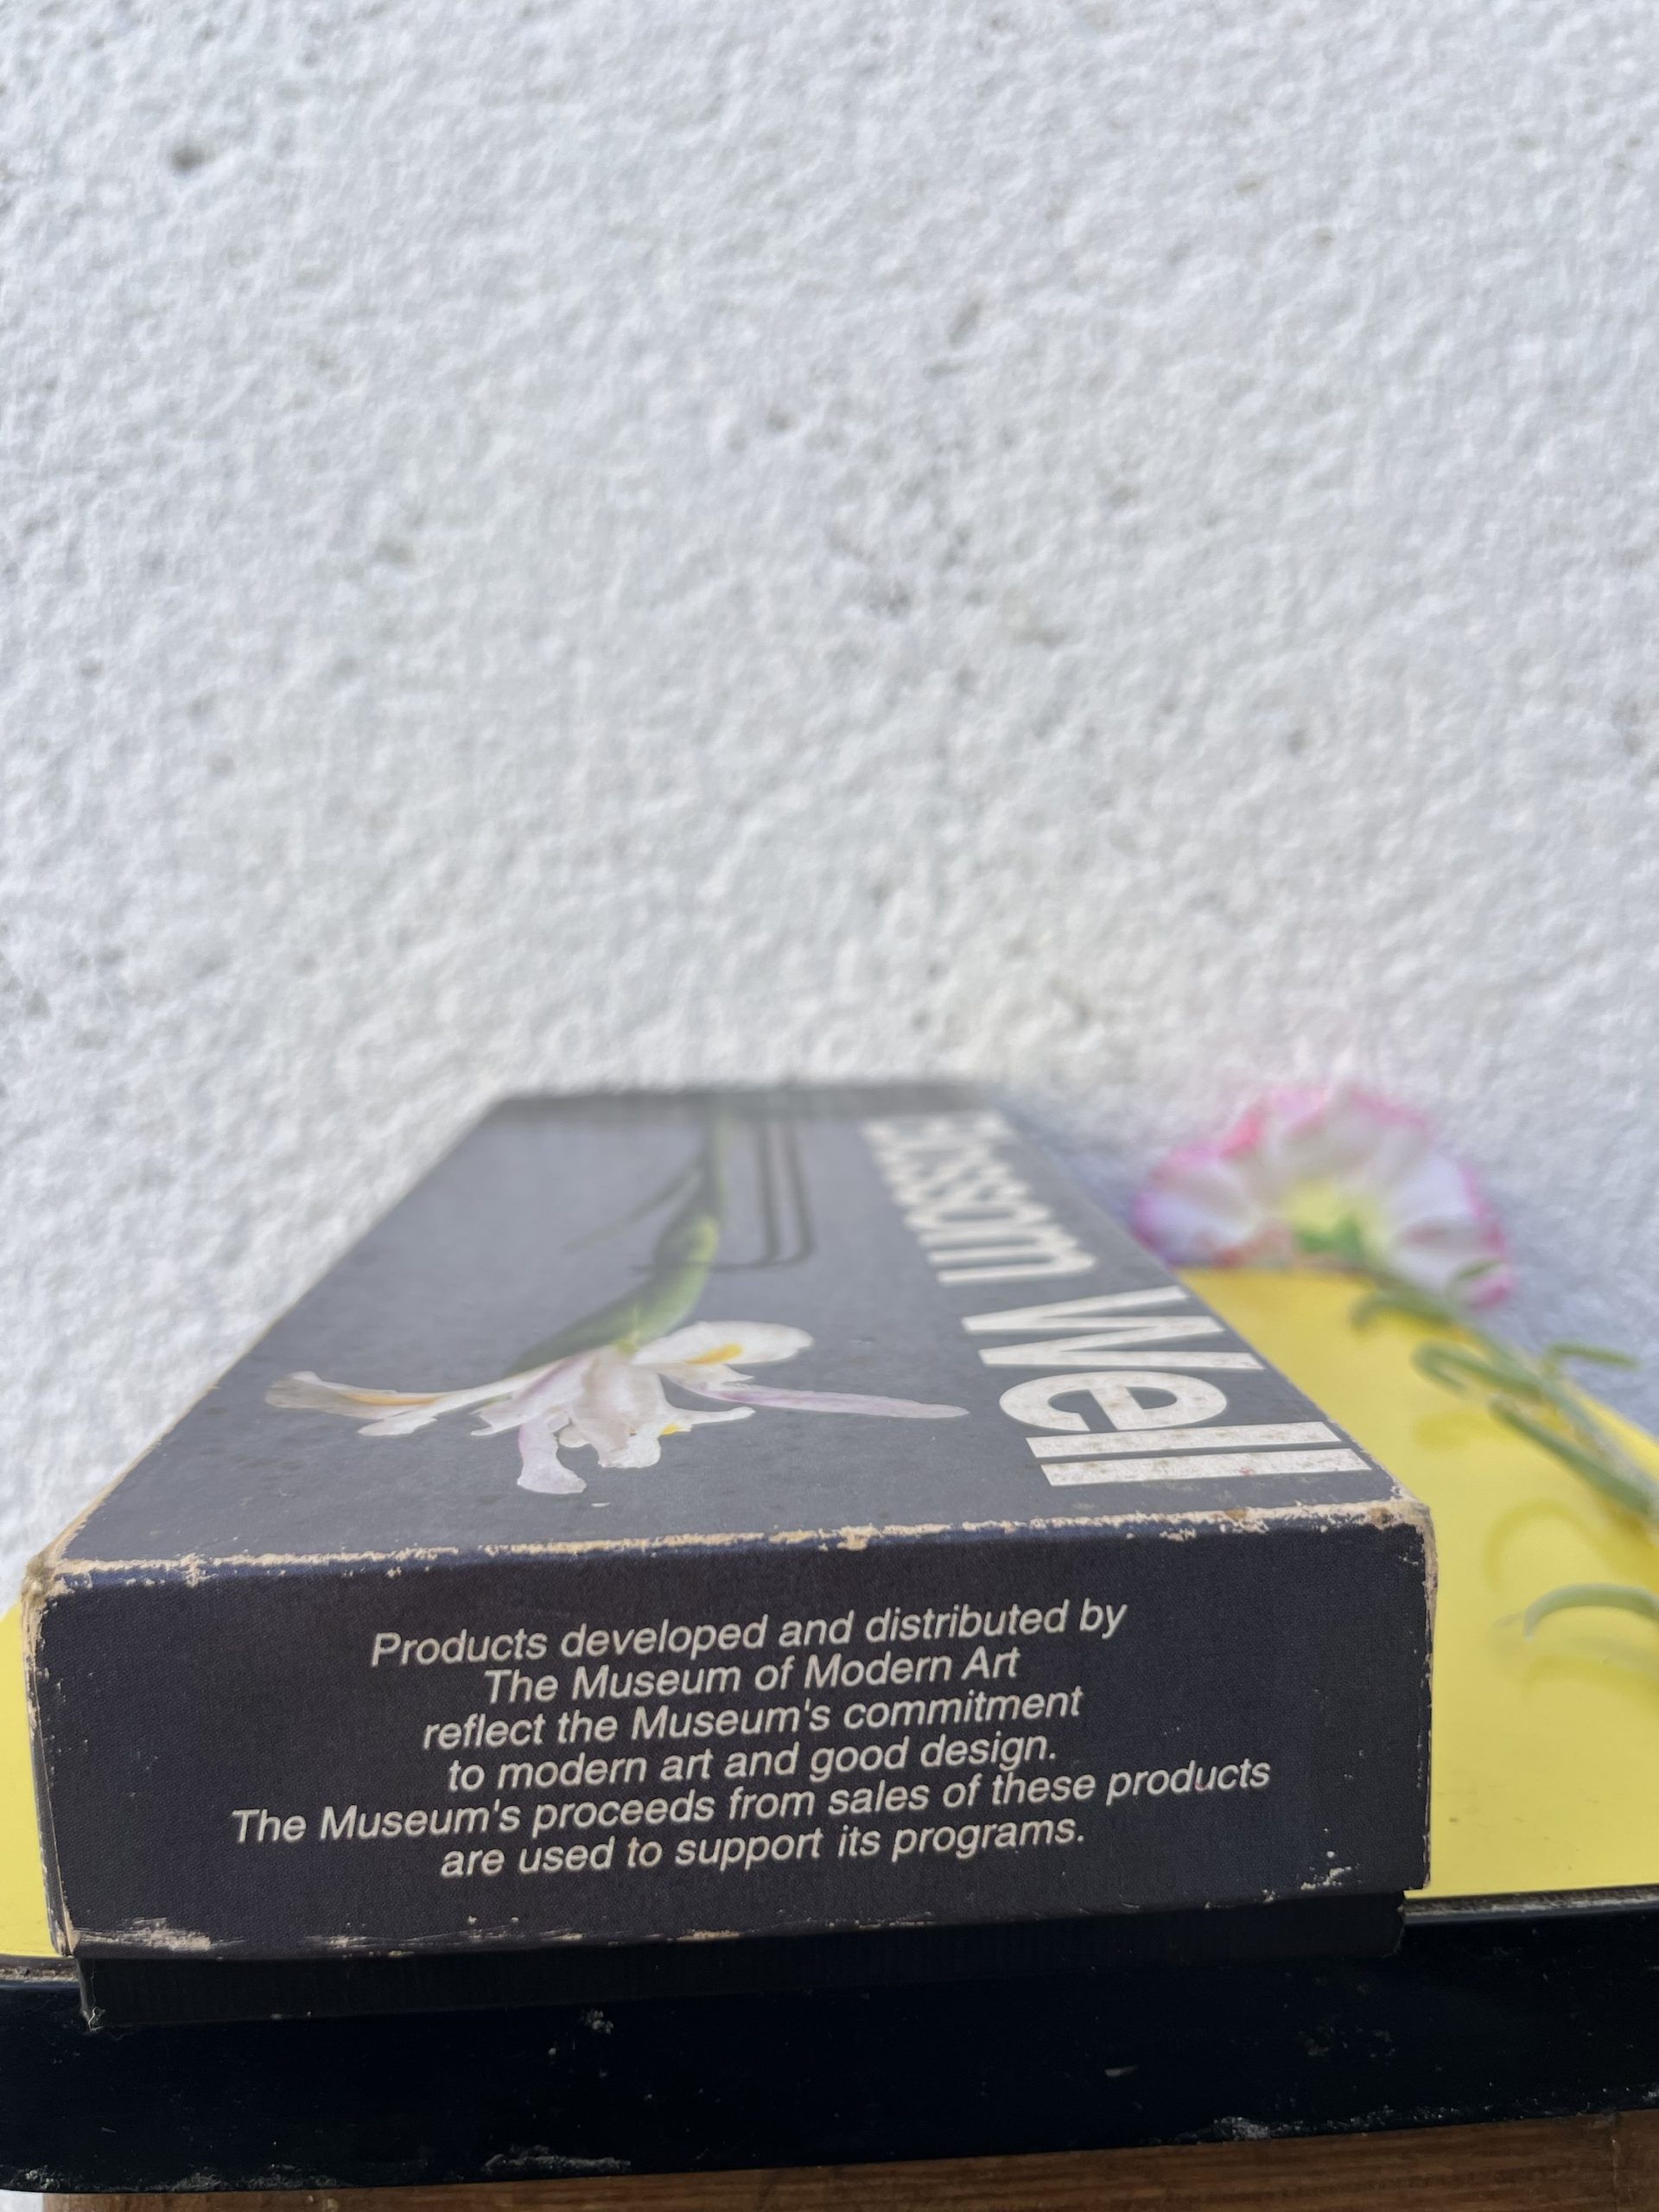 ossom Well
Products developed and distributed by
The Museum of Modern Art
reflect the Museum's commitment
to modern art and good design.
The Museum's proceeds from sales of these products
are used to support its programs.